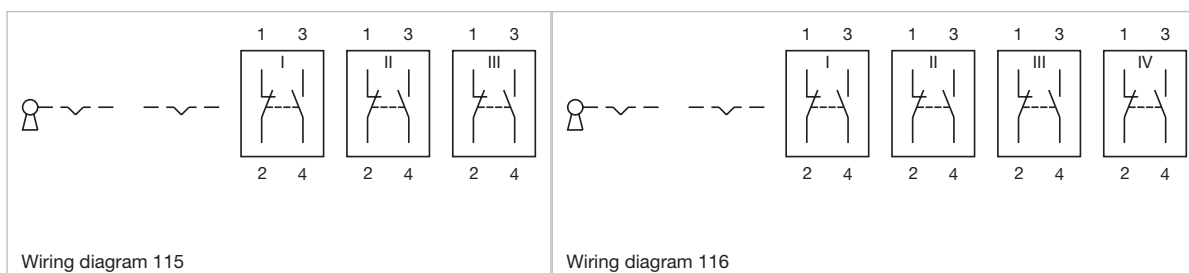 1 3 1 3 1 3
I II III
2 4 2 4 2 4
Wiring diagram 115
1 3 1 3 1 3 1 3
I II III IV
2 4 2 4 2 4 2 4
Wiring diagram 116